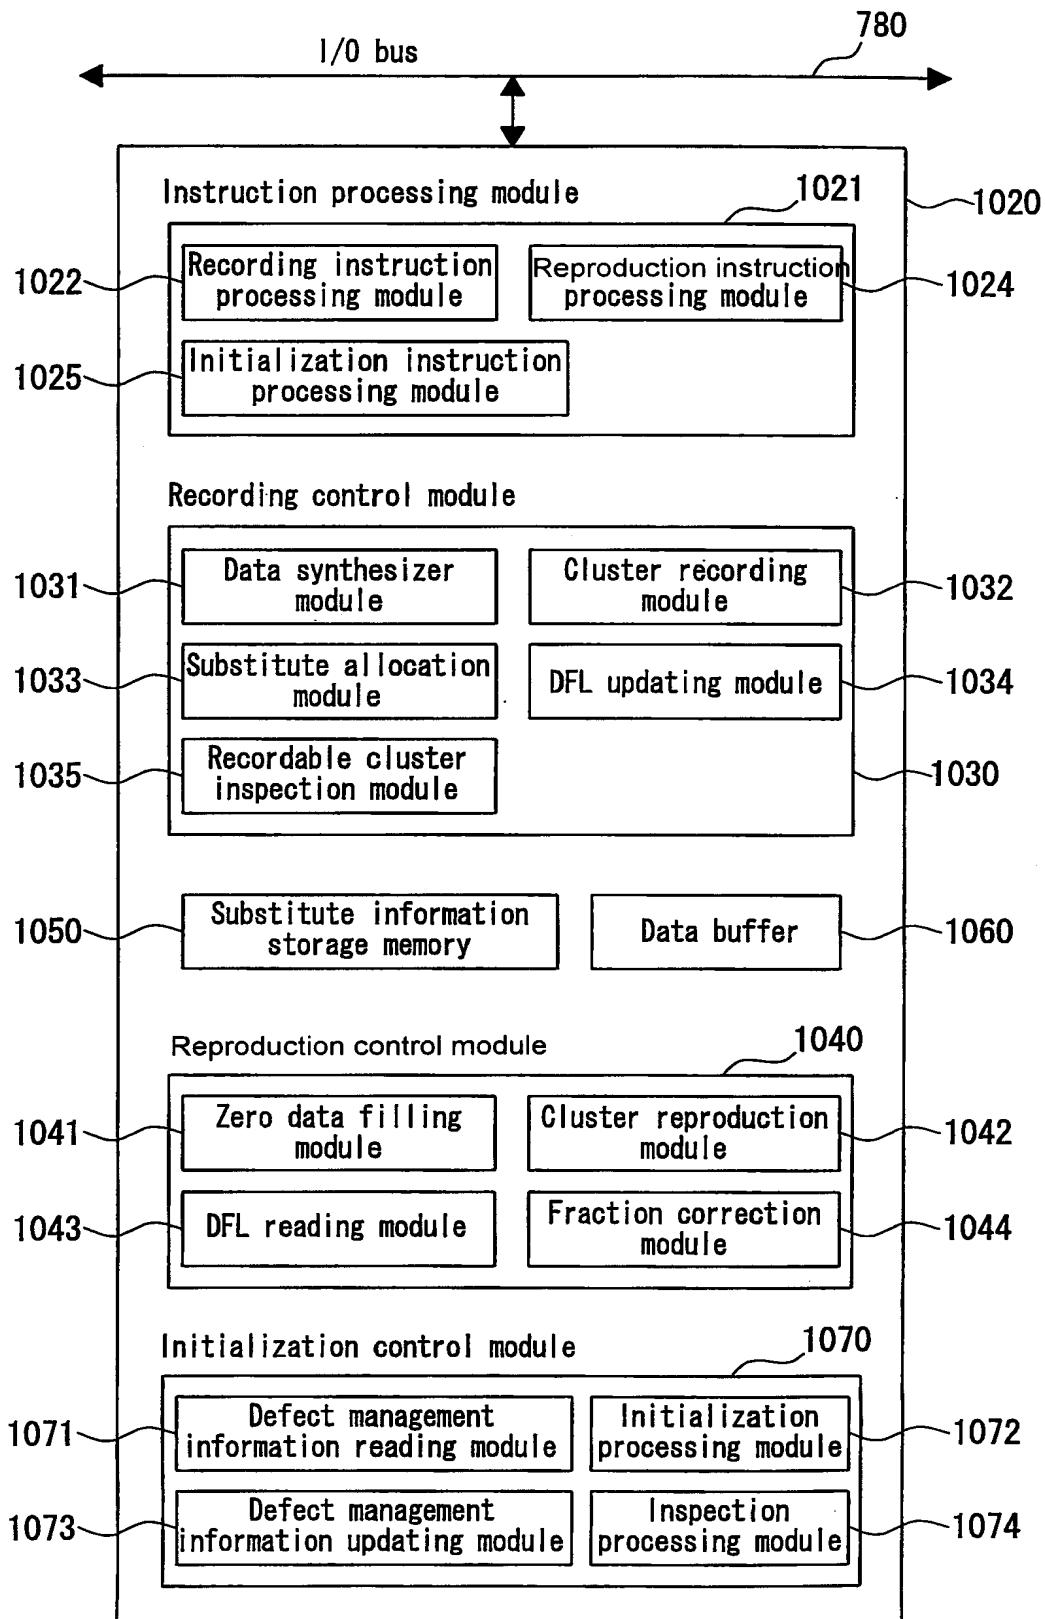 780
I/O bus
Instruction processing module
1021
1020
1022
Recording instruction
processing module
Reproduction instruction
processing module
1024
1025
Initialization instruction
processing module
Recording control module
1031
Data synthesizer
module
Cluster recording
module
1032
1033
Substitute allocation
module
DFL updating module
1034
1035
Recordable cluster
inspection module
1030
1050
Substitute information
storage memory
Data buffer
1060
Reproduction control module
1040
1041
Zero data filling
module
Cluster reproduction
module
1042
1043
DFL reading module
Fraction correction
module
1044
Initialization control module
1070
1071
Defect management
information reading module
Initialization
processing module
1072
1073
Defect management
information updating module
Inspection
processing module
1074